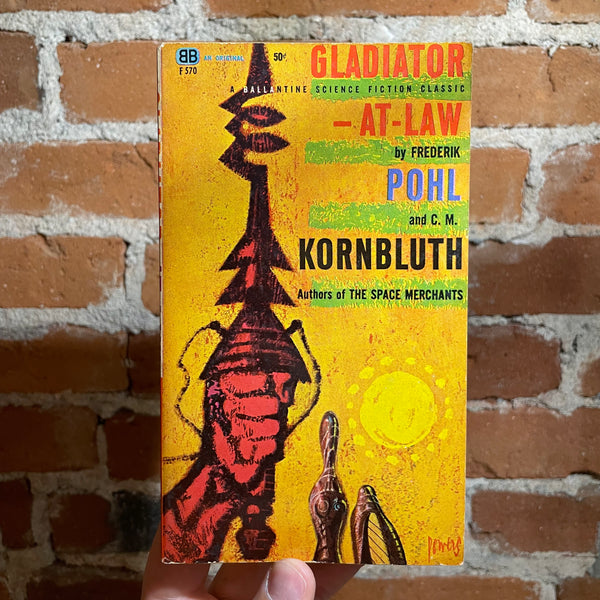 BB AN ORIGINAL 50¢ GLADIATOR
F 570
A BALLANTINE SCIENCE FICTION CLASSIC
—AT-LAW
by FREDERIK
POHL
and C. M.
KORNBLUTH
Authors of THE SPACE MERCHANTS
POWERS